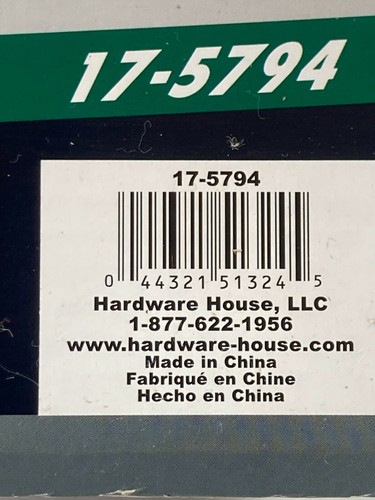 17-5794
17-5794
0 44321 51324 5
Hardware House, LLC
1-877-622-1956
www.hardware-house.com
Made in China
Fabriqué en Chine
Hecho en China